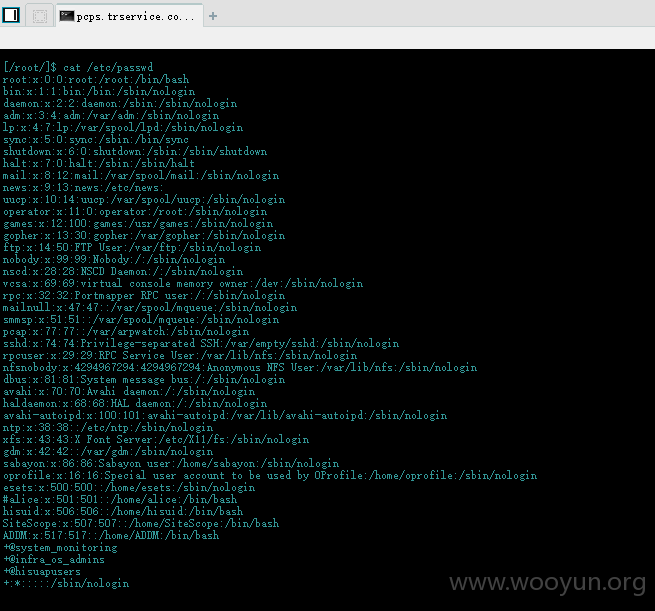 pcps.trservice.co...
[/root/]$ cat /etc/passwd
root:x:0:0:root:/root:/bin/bash
bin:x:1:1:bin:/bin:/sbin/nologin
daemon:x:2:2:daemon:/sbin:/sbin/nologin
adm:x:3:4:adm:/var/adm:/sbin/nologin
lp:x:4:7:lp:/var/spool/lpd:/sbin/nologin
sync:x:5:0:sync:/sbin:/bin/sync
shutdown:x:6:0:shutdown:/sbin:/sbin/shutdown
halt:x:7:0:halt:/sbin:/sbin/halt
mail:x:8:12:mail:/var/spool/mail:/sbin/nologin
news:x:9:13:news:/etc/news:
uucp:x:10:14:uucp:/var/spool/uucp:/sbin/nologin
operator:x:11:0:operator:/root:/sbin/nologin
games:x:12:100:games:/usr/games:/sbin/nologin
gopher:x:13:30:gopher:/var/gopher:/sbin/nologin
ftp:x:14:50:FTP User:/var/ftp:/sbin/nologin
nobody:x:99:99:Nobody:/:/sbin/nologin
nscd:x:28:28:NSCD Daemon:/:/sbin/nologin
vcsa:x:69:69:virtual console memory owner:/dev:/sbin/nologin
rpc:x:32:32:Portmapper RPC user:/:/sbin/nologin
mailnull:x:47:47::/var/spool/mqueue:/sbin/nologin
smmsp:x:51:51::/var/spool/mqueue:/sbin/nologin
pcap:x:77:77::/var/arpwatch:/sbin/nologin
sshd:x:74:74:Privilege-separated SSH:/var/empty/sshd:/sbin/nologin
rpcuser:x:29:29:RPC Service User:/var/lib/nfs:/sbin/nologin
nfsnobody:x:4294967294:4294967294:Anonymous NFS User:/var/lib/nfs:/sbin/nologin
dbus:x:81:81:System message bus:/:/sbin/nologin
avahi:x:70:70:Avahi daemon:/:/sbin/nologin
haldaemon:x:68:68:HAL daemon:/:/sbin/nologin
avahi-autoipd:x:100:101:avahi-autoipd:/var/lib/avahi-autoipd:/sbin/nologin
ntp:x:38:38::/etc/ntp:/sbin/nologin
xfs:x:43:43:X Font Server:/etc/X11/fs:/sbin/nologin
gdm:x:42:42::/var/gdm:/sbin/nologin
sabayon:x:86:86:Sabayon user:/home/sabayon:/sbin/nologin
oprofile:x:16:16:Special user account to be used by OProfile:/home/oprofile:/sbin/nologin
esets:x:500:500::/home/esets:/sbin/nologin
#alice:x:501:501::/home/alice:/bin/bash
hisuid:x:506:506::/home/hisuid:/bin/bash
SiteScope:x:507:507::/home/SiteScope:/bin/bash
ADDM:x:517:517::/home/ADDM:/bin/bash
+@system_monitoring
+@infra_os_admins
+@hisuapusers
+:*:::::/sbin/nologin
www.wooyun.org